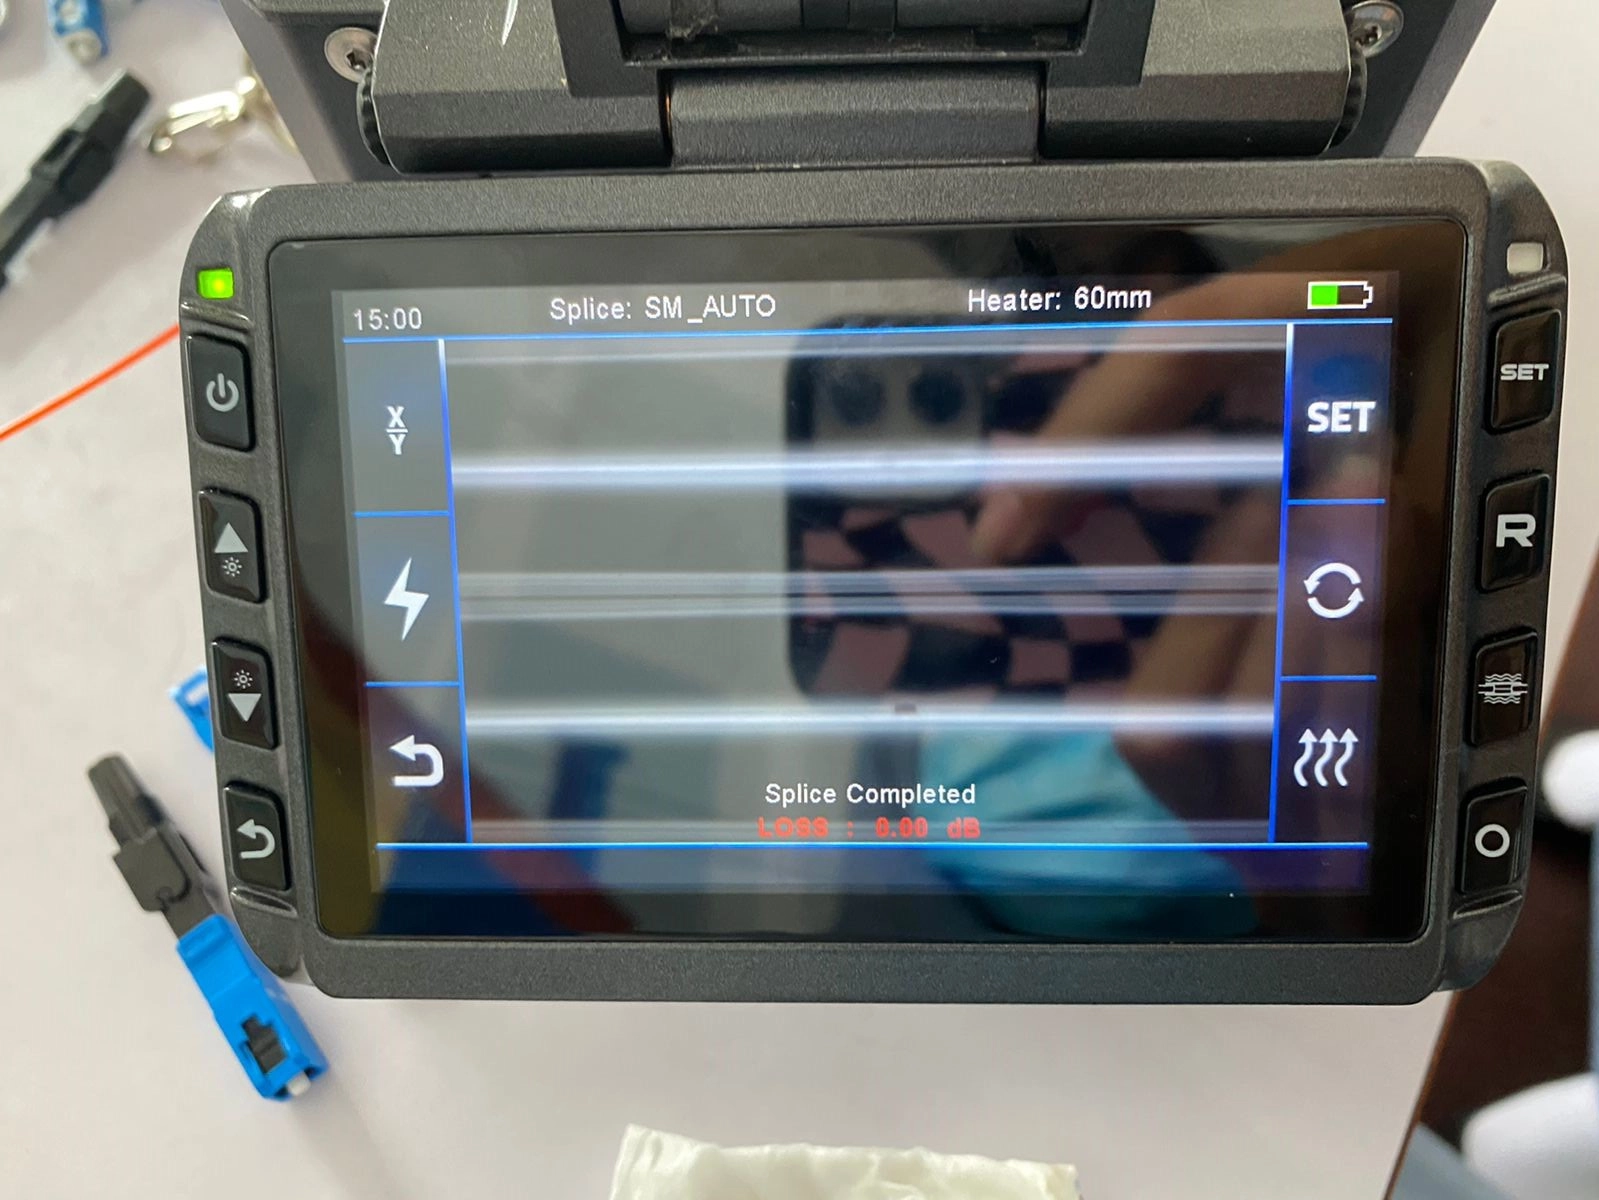 15:00 Splice: SM_AUTO Heater: 60mm
X
Y
SET
SET
R
Splice Completed
LOSS : 0.00 dB